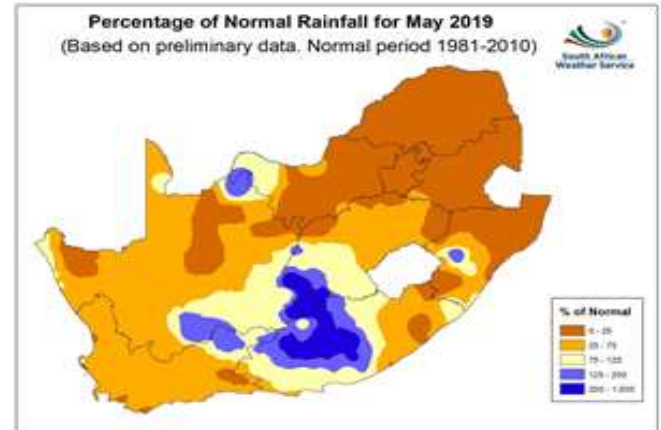 Percentage of Normal Rainfall for May 2019
(Based on preliminary data. Normal period 1981-2010)
South African
Weather Service
% of Normal
0 - 25
25 - 75
75 - 125
125 - 200
200 - 1,000